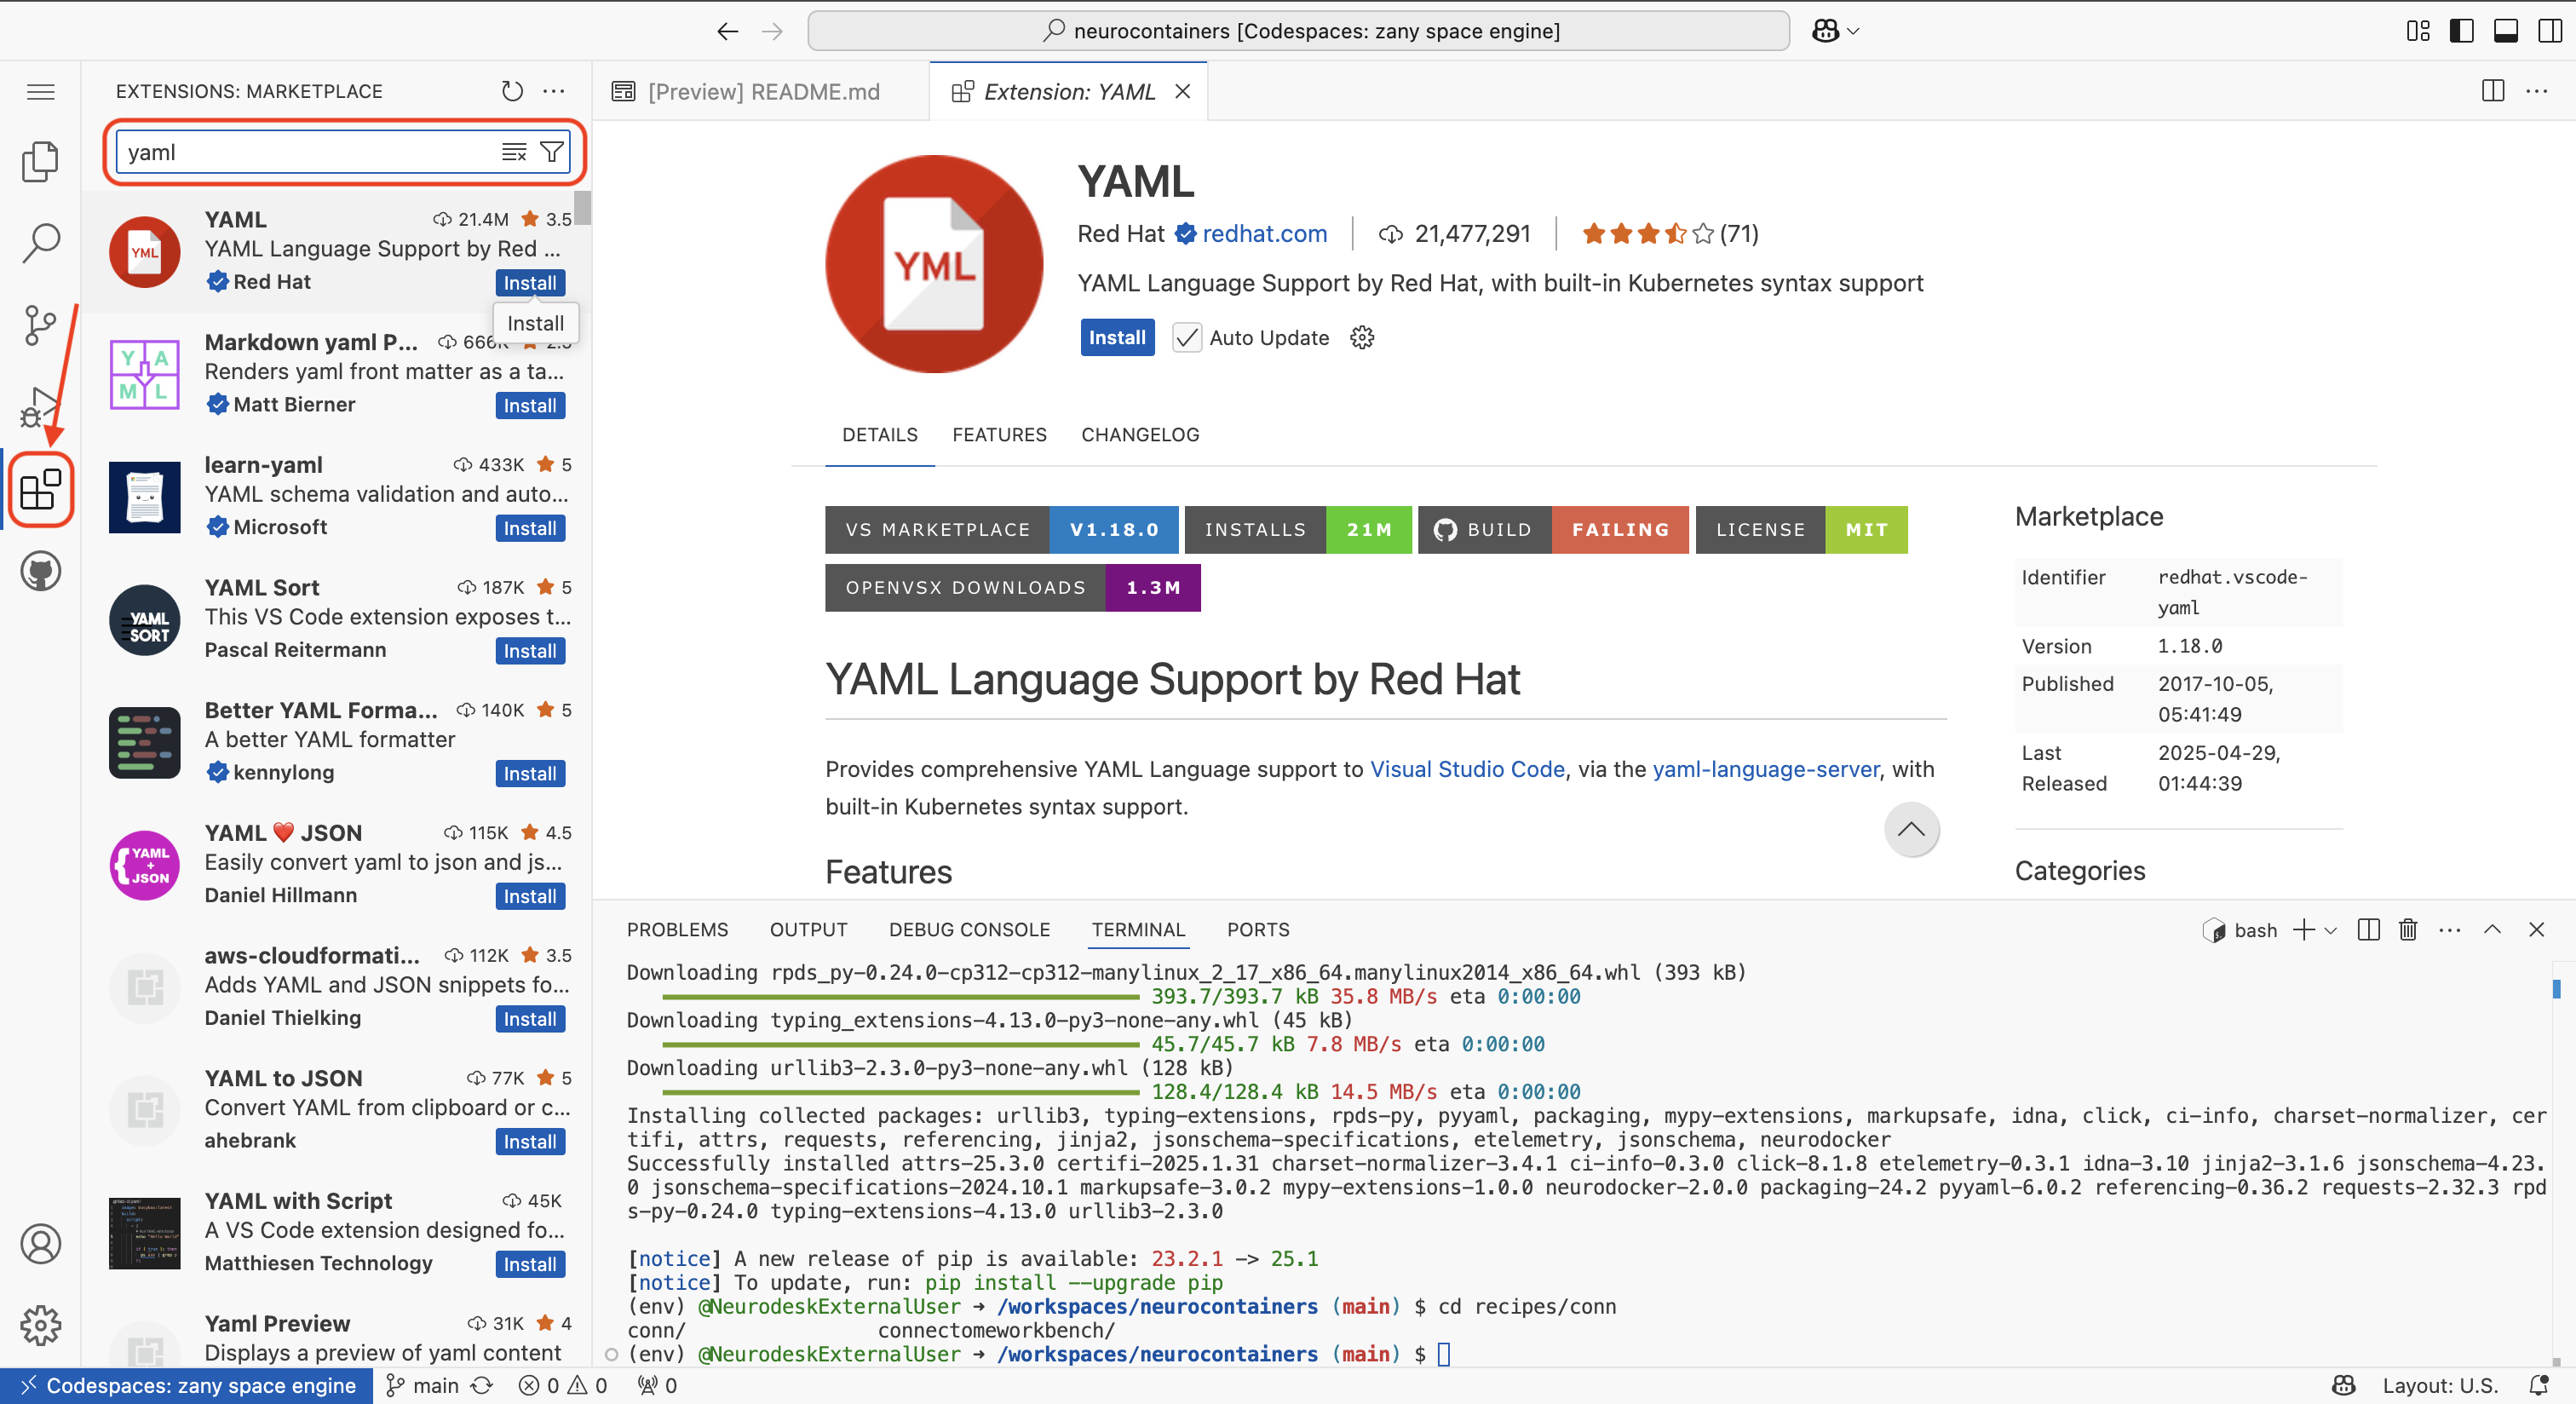 neurocontainers [Codespaces: zany space engine]
EXTENSIONS: MARKETPLACE
yaml
YAML 21.4M 3.5
YAML Language Support by Red ...
Red Hat Install
Install
Markdown yaml P... 666K 2.5
Renders yaml front matter as a ta...
Matt Bierner Install
learn-yaml 433K 5
YAML schema validation and auto...
Microsoft Install
YAML Sort 187K 5
This VS Code extension exposes t...
Pascal Reitermann Install
Better YAML Forma... 140K 5
A better YAML formatter
kennylong Install
YAML ❤️ JSON 115K 4.5
Easily convert yaml to json and js...
Daniel Hillmann Install
aws-cloudformati... 112K 3.5
Adds YAML and JSON snippets fo...
Daniel Thielking Install
YAML to JSON 77K 5
Convert YAML from clipboard or c...
ahebrank Install
YAML with Script 45K
A VS Code extension designed fo...
Matthiesen Technology Install
Yaml Preview 31K 4
Displays a preview of yaml content
YML
Y A
M L
YAML
SORT
YAML
+
JSON
[Preview] README.md
Extension: YAML
YML
YAML
Red Hat redhat.com 21,477,291 (71)
YAML Language Support by Red Hat, with built-in Kubernetes syntax support
Install Auto Update
DETAILS FEATURES CHANGELOG
VS MARKETPLACE V1.18.0 INSTALLS 21M BUILD FAILING LICENSE MIT
OPENVSX DOWNLOADS 1.3M
YAML Language Support by Red Hat
Provides comprehensive YAML Language support to Visual Studio Code, via the yaml-language-server, with
built-in Kubernetes syntax support.
Features
Marketplace
Identifier redhat.vscode-
yaml
Version 1.18.0
Published 2017-10-05,
05:41:49
Last 2025-04-29,
Released 01:44:39
Categories
PROBLEMS OUTPUT DEBUG CONSOLE TERMINAL PORTS
bash
Downloading rpds_py-0.24.0-cp312-cp312-manylinux_2_17_x86_64.manylinux2014_x86_64.whl (393 kB)
393.7/393.7 kB 35.8 MB/s eta 0:00:00
Downloading typing_extensions-4.13.0-py3-none-any.whl (45 kB)
45.7/45.7 kB 7.8 MB/s eta 0:00:00
Downloading urllib3-2.3.0-py3-none-any.whl (128 kB)
128.4/128.4 kB 14.5 MB/s eta 0:00:00
Installing collected packages: urllib3, typing-extensions, rpds-py, pyyaml, packaging, mypy-extensions, markupsafe, idna, click, ci-info, charset-normalizer, cer
tifi, attrs, requests, referencing, jinja2, jsonschema-specifications, etelemetry, jsonschema, neurodocker
Successfully installed attrs-25.3.0 certifi-2025.1.31 charset-normalizer-3.4.1 ci-info-0.3.0 click-8.1.8 etelemetry-0.3.1 idna-3.10 jinja2-3.1.6 jsonschema-4.23.
0 jsonschema-specifications-2024.10.1 markupsafe-3.0.2 mypy-extensions-1.0.0 neurodocker-2.0.0 packaging-24.2 pyyaml-6.0.2 referencing-0.36.2 requests-2.32.3 rpd
s-py-0.24.0 typing-extensions-4.13.0 urllib3-2.3.0
[notice] A new release of pip is available: 23.2.1 -> 25.1
[notice] To update, run: pip install --upgrade pip
(env) @NeurodeskExternalUser ➜ /workspaces/neurocontainers (main) $ cd recipes/conn
conn/ connectomeworkbench/
(env) @NeurodeskExternalUser ➜ /workspaces/neurocontainers (main) $
Codespaces: zany space engine main 0 0 0 Layout: U.S.